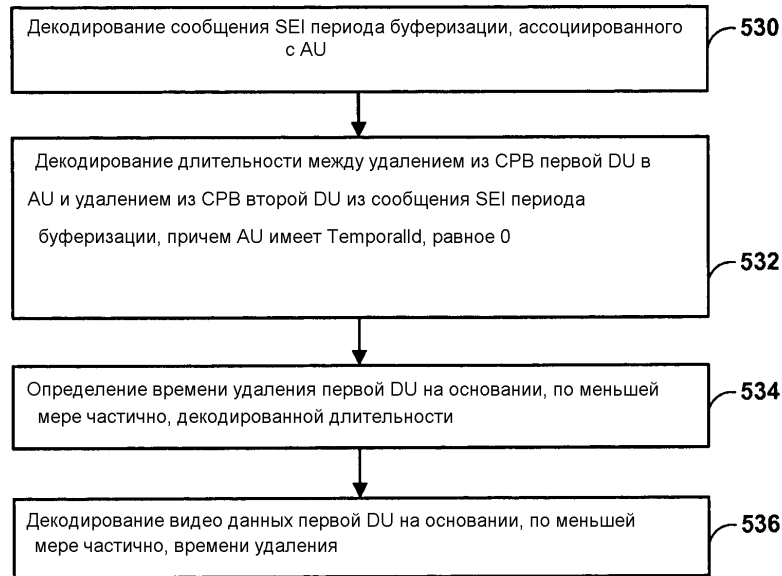 Декодирование сообщения SEI периода буферизации, ассоциированного
с AU
530
Декодирование длительности между удалением из CPB первой DU в
AU и удалением из CPB второй DU из сообщения SEI периода
буферизации, причем AU имеет TemporalId, равное 0
532
Определение времени удаления первой DU на основании, по меньшей
мере частично, декодированной длительности
534
Декодирование видео данных первой DU на основании, по меньшей
мере частично, времени удаления
536